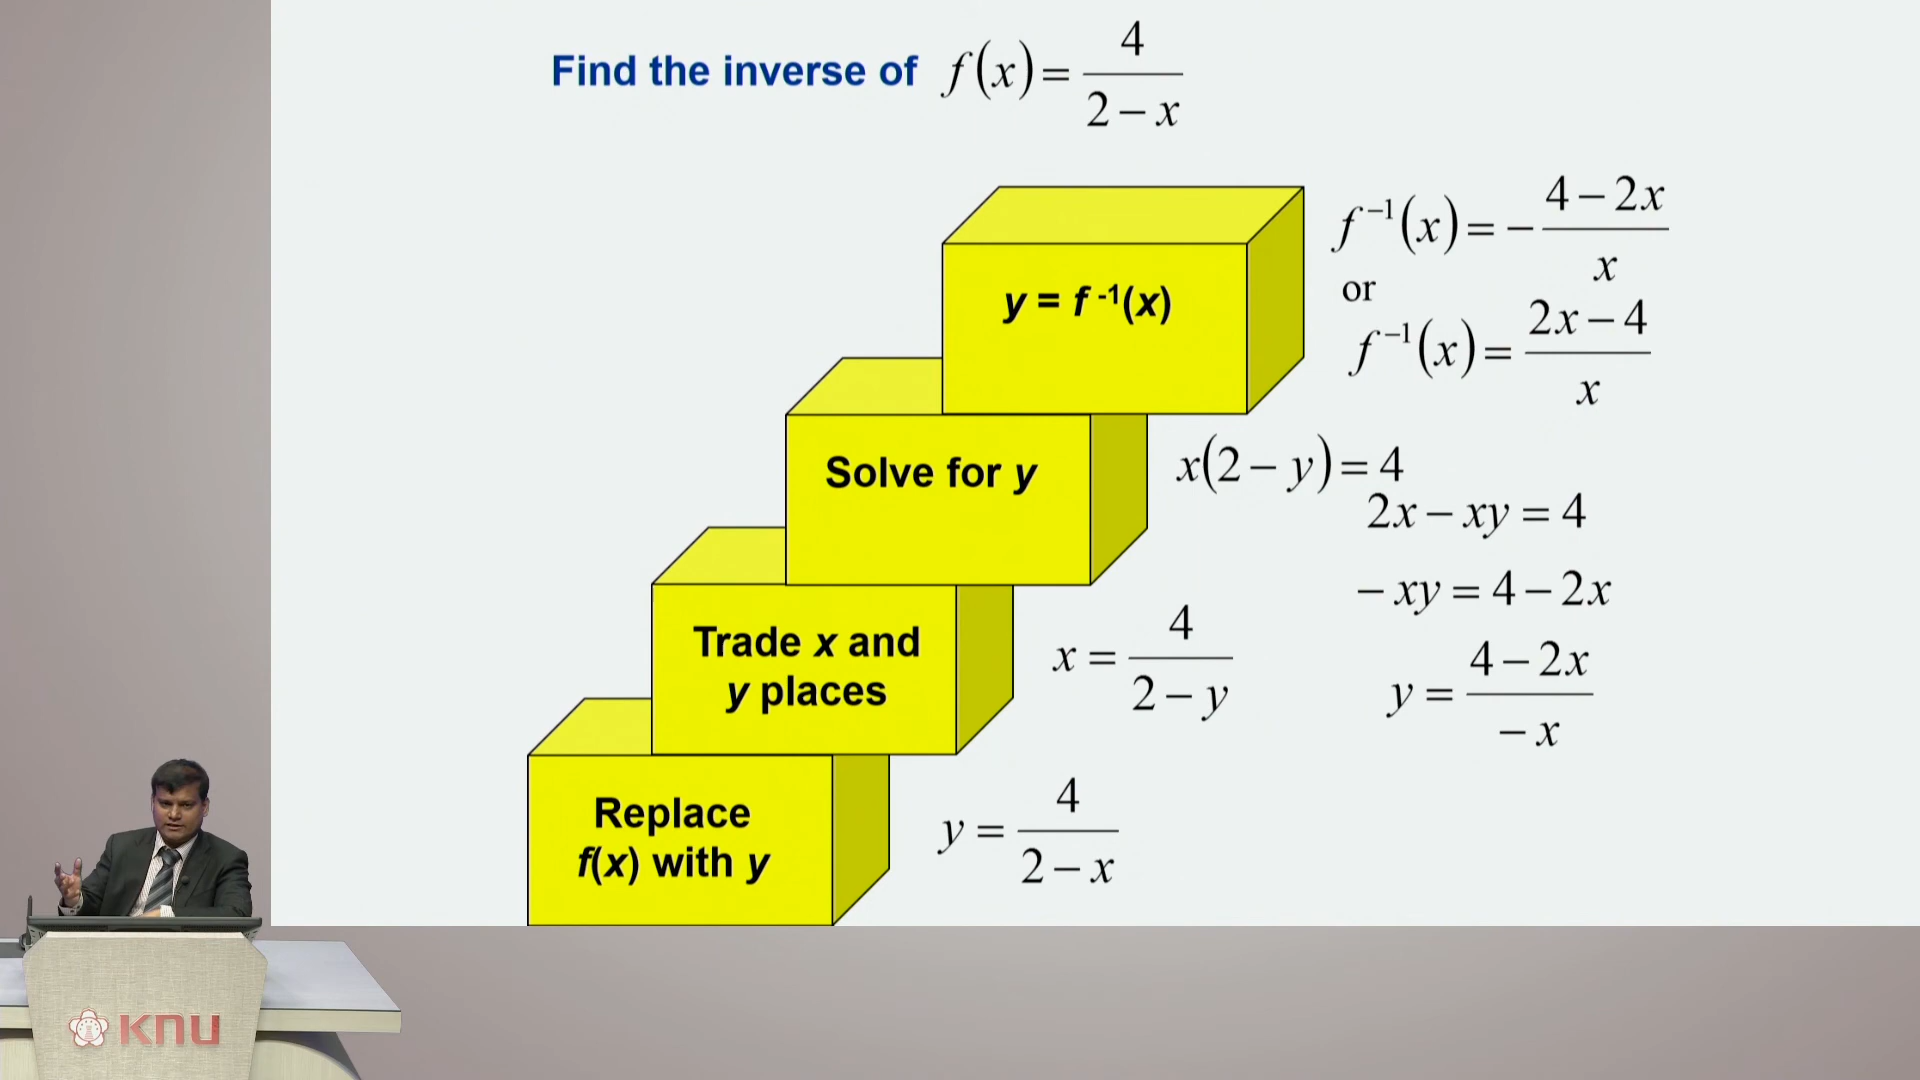 Find the inverse of f(x) = 4/(2 − x)
y = f⁻¹(x)
f⁻¹(x) = − (4 − 2x)/x
or
f⁻¹(x) = (2x − 4)/x
Solve for y
x(2 − y) = 4
2x − xy = 4
− xy = 4 − 2x
y = (4 − 2x)/(− x)
Trade x and
y places
x = 4/(2 − y)
Replace
f(x) with y
y = 4/(2 − x)
KNU